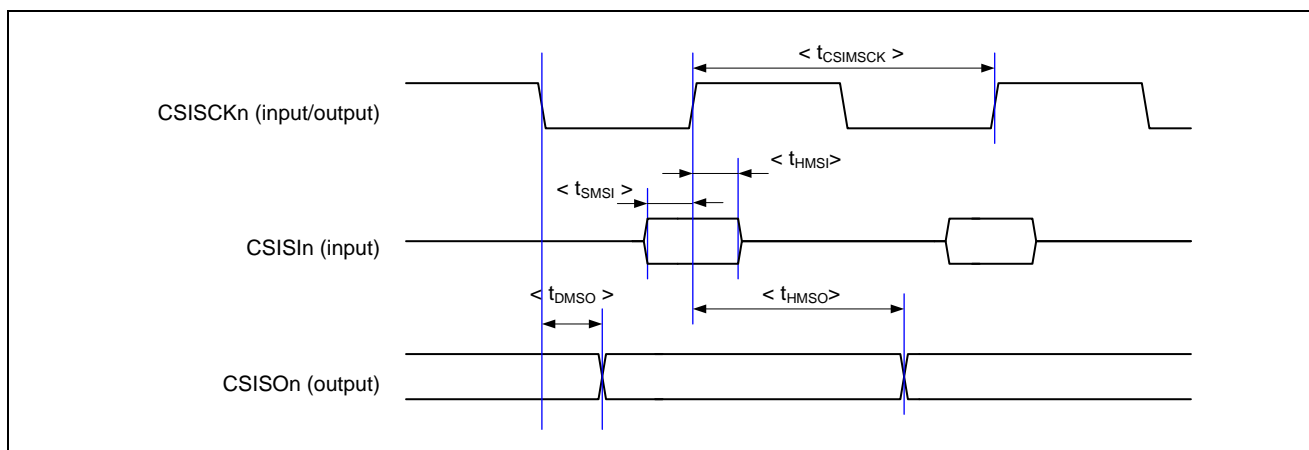 < tCSIMSCK >
CSISCKn (input/output)
< tHMSI>
< tSMSI >
CSISIn (input)
< tDMSO >
< tHMSO>
CSISOn (output)